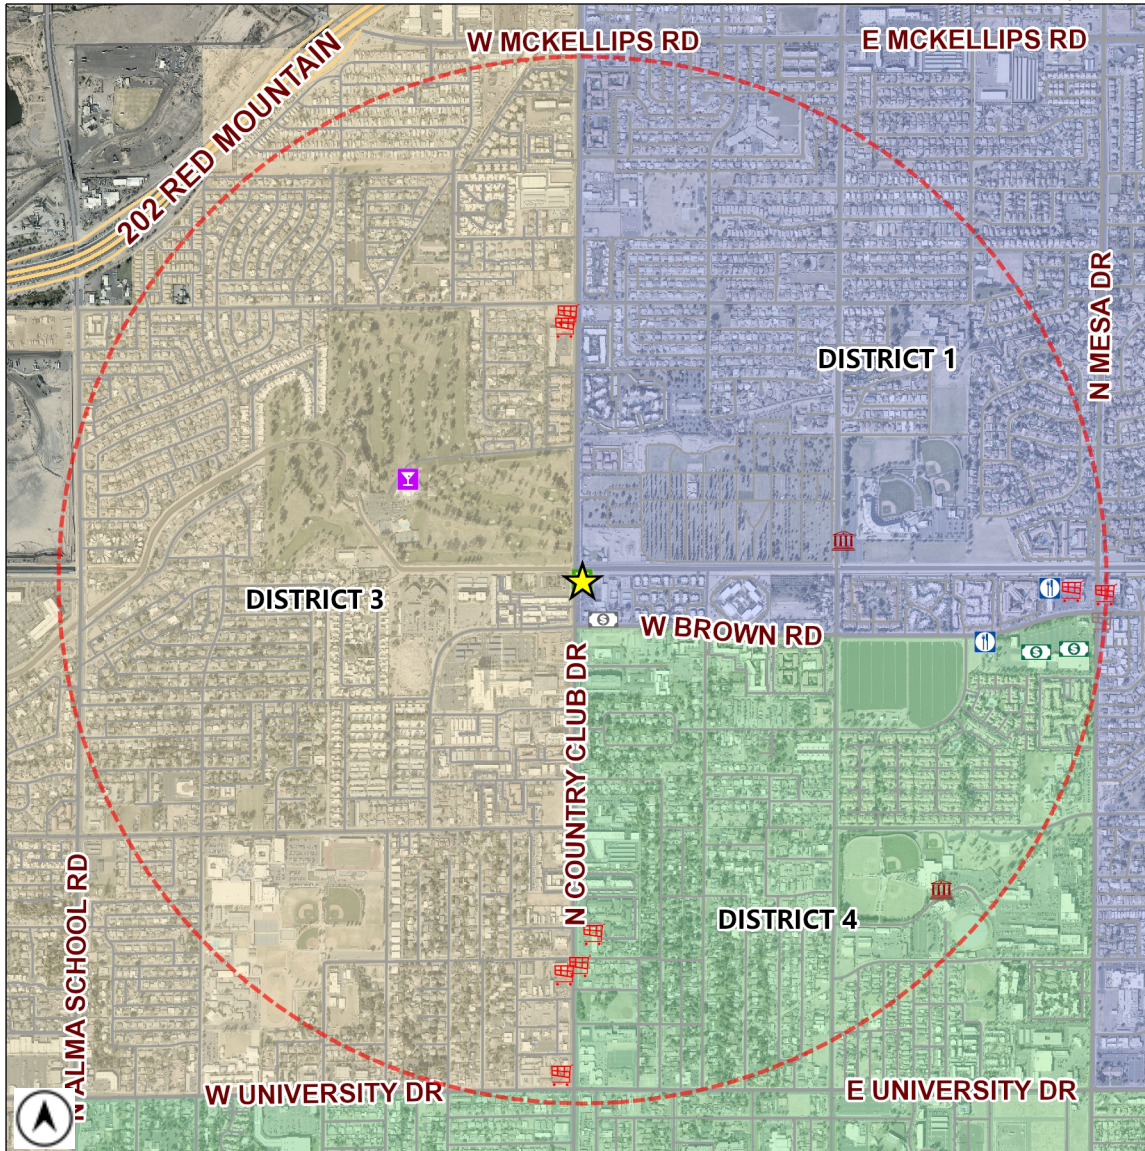 W MCKELLIPS RD
E MCKELLIPS RD
202 RED MOUNTAIN
N MESA DR
DISTRICT 1
DISTRICT 3
$
W BROWN RD
$
$
N COUNTRY CLUB DR
N ALMA SCHOOL RD
DISTRICT 4
W UNIVERSITY DR
E UNIVERSITY DR